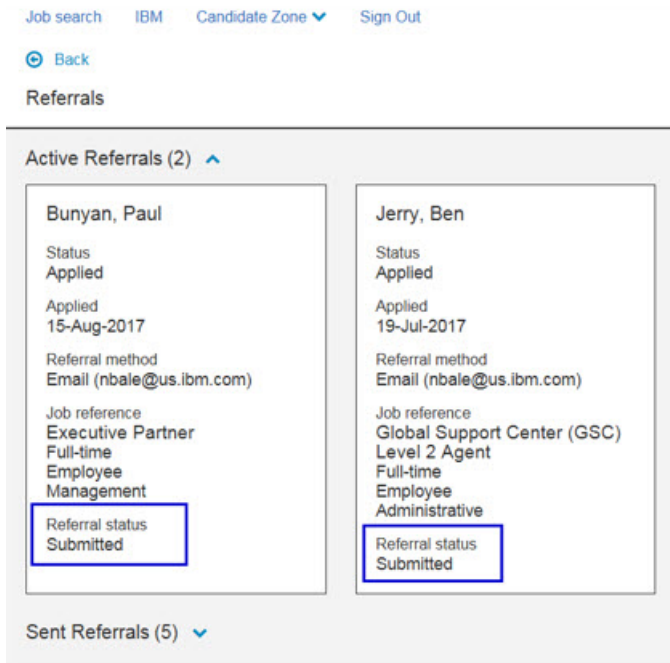 Job search IBM Candidate Zone Sign Out
Back
Referrals
Active Referrals (2)
Bunyan, Paul
Status
Applied
Applied
15-Aug-2017
Referral method
Email (nbale@us.ibm.com)
Job reference
Executive Partner
Full-time
Employee
Management
Referral status
Submitted
Jerry, Ben
Status
Applied
Applied
19-Jul-2017
Referral method
Email (nbale@us.ibm.com)
Job reference
Global Support Center (GSC)
Level 2 Agent
Full-time
Employee
Administrative
Referral status
Submitted
Sent Referrals (5)